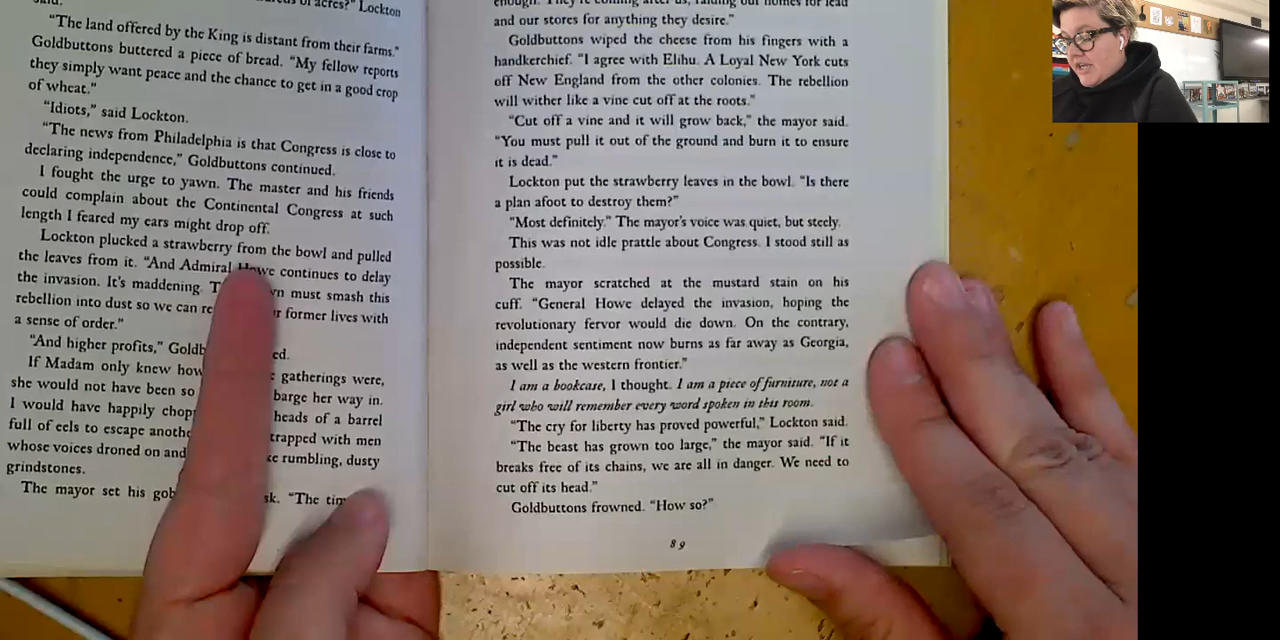 said.
of acres?" Lockton
"The land offered by the King is distant from their farms."
Goldbuttons buttered a piece of bread. "My fellow reports
they simply want peace and the chance to get in a good crop
of wheat."
"Idiots," said Lockton.
"The news from Philadelphia is that Congress is close to
declaring independence," Goldbuttons continued.
I fought the urge to yawn. The master and his friends
could complain about the Continental Congress at such
length I feared my ears might drop off.
Lockton plucked a strawberry from the bowl and pulled
the leaves from it. "And Admiral Howe continues to delay
the invasion. It's maddening. must smash this
rebellion into dust so we can former lives with
a sense of order."
"And higher profits,"
If Madam only knew how gatherings were,
she would not have been so barge her way in.
I would have happily heads of a barrel
full of eels to escape trapped with men
whose voices droned on and rumbling, dusty
grindstones.
The mayor set his "The
enough. They're coming after us, raiding our homes for lead
and our stores for anything they desire."
Goldbuttons wiped the cheese from his fingers with a
handkerchief. "I agree with Elihu. A Loyal New York cuts
off New England from the other colonies. The rebellion
will wither like a vine cut off at the roots."
"Cut off a vine and it will grow back," the mayor said.
"You must pull it out of the ground and burn it to ensure
it is dead."
Lockton put the strawberry leaves in the bowl. "Is there
a plan afoot to destroy them?"
"Most definitely." The mayor's voice was quiet, but steely.
This was not idle prattle about Congress. I stood still as
possible.
The mayor scratched at the mustard stain on his
cuff. "General Howe delayed the invasion, hoping the
revolutionary fervor would die down. On the contrary,
independent sentiment now burns as far away as Georgia,
as well as the western frontier."
I am a bookcase, I thought. I am a piece of furniture, not a
girl who will remember every word spoken in this room.
"The cry for liberty has proved powerful," Lockton said.
"The beast has grown too large," the mayor said. "If it
breaks free of its chains, we are all in danger. We need to
cut off its head."
Goldbuttons frowned. "How so?"
89